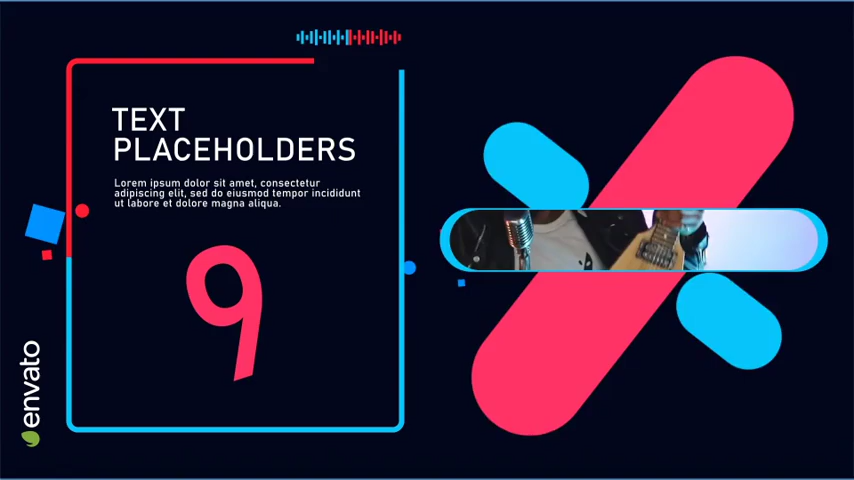 TEXT
PLACEHOLDERS
Lorem ipsum dolor sit amet, consectetur
adipiscing elit, sed do eiusmod tempor incididunt
ut labore et dolore magna aliqua.
9
envato